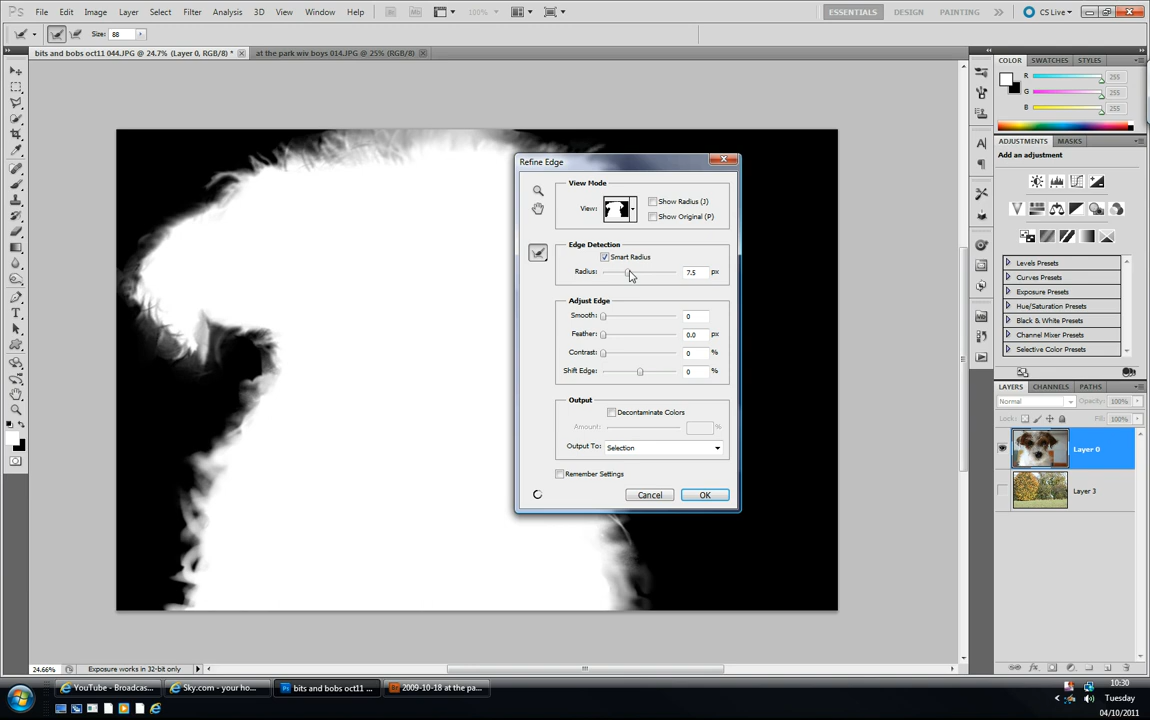 Ps File Edit Image Layer Select Filter Analysis 3D View Window Help Br Mb 100% ESSENTIALS DESIGN PAINTING CS Live
Size: 88
bits and bobs oct11 044.JPG @ 24.7% (Layer 0, RGB/8) * at the park wiv boys 014.JPG @ 25% (RGB/8)
COLOR SWATCHES STYLES
R 255
G 255
B 255
ADJUSTMENTS MASKS
Add an adjustment
Levels Presets
Curves Presets
Exposure Presets
Hue/Saturation Presets
Black & White Presets
Channel Mixer Presets
Selective Color Presets
LAYERS CHANNELS PATHS
Normal Opacity: 100%
Lock: Fill: 100%
Layer 0
Layer 3
Refine Edge
View Mode
View: Show Radius (J)
Show Original (P)
Edge Detection
Smart Radius
Radius: 7.5 px
Adjust Edge
Smooth: 0
Feather: 0.0 px
Contrast: 0 %
Shift Edge: 0 %
Output
Decontaminate Colors
Amount: %
Output To: Selection
Remember Settings
Cancel OK
24.66% Exposure works in 32-bit only
YouTube - Broadcas... Sky.com - your ho... bits and bobs oct11 ... 2009-10-18 at the pa...
10:30
Tuesday
04/10/2011